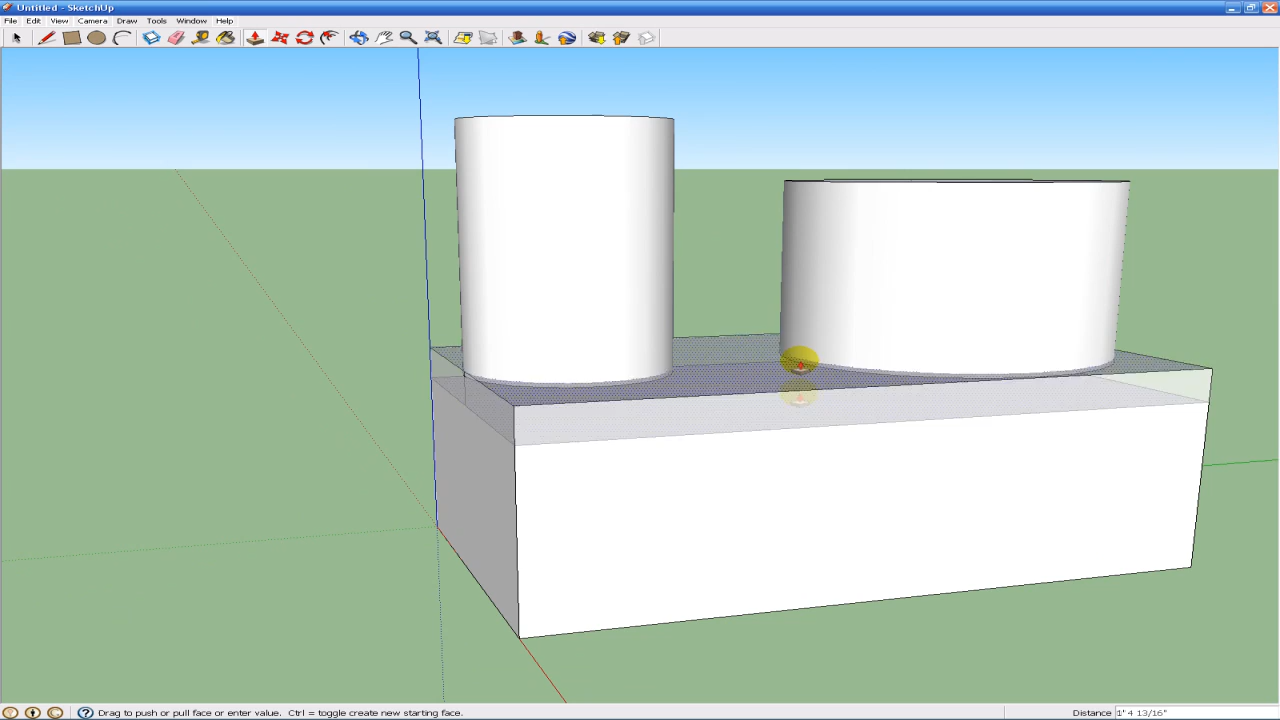 Untitled - SketchUp
File Edit View Camera Draw Tools Window Help
Drag to push or pull face or enter value. Ctrl = toggle create new starting face. Distance 1' 4 13/16"